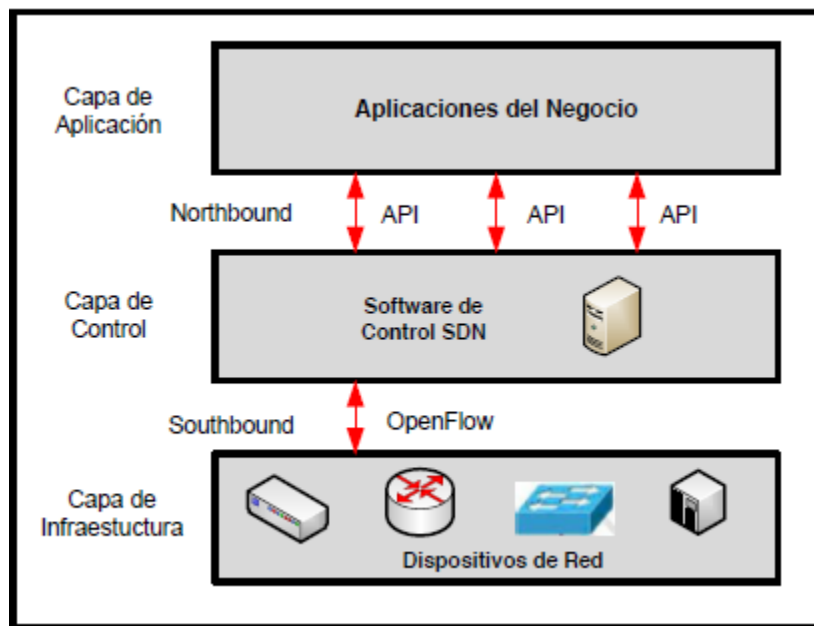 Capa de
Aplicación
Aplicaciones del Negocio
Northbound
API
API
API
Capa de
Control
Software de
Control SDN
Southbound
OpenFlow
Capa de
Infraestuctura
Dispositivos de Red